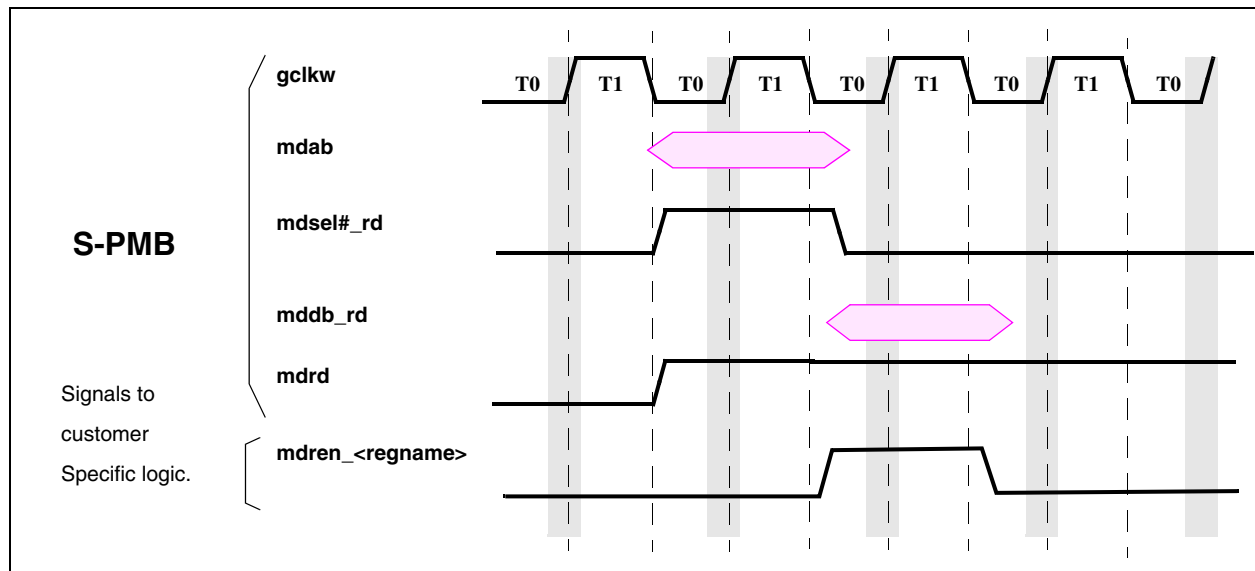 gclkw
T0 T1 T0 T1 T0 T1 T0 T1 T0
mdab
mdsel#_rd
S-PMB
mddb_rd
mdrd
Signals to
customer
Specific logic.
mdren_<regname>